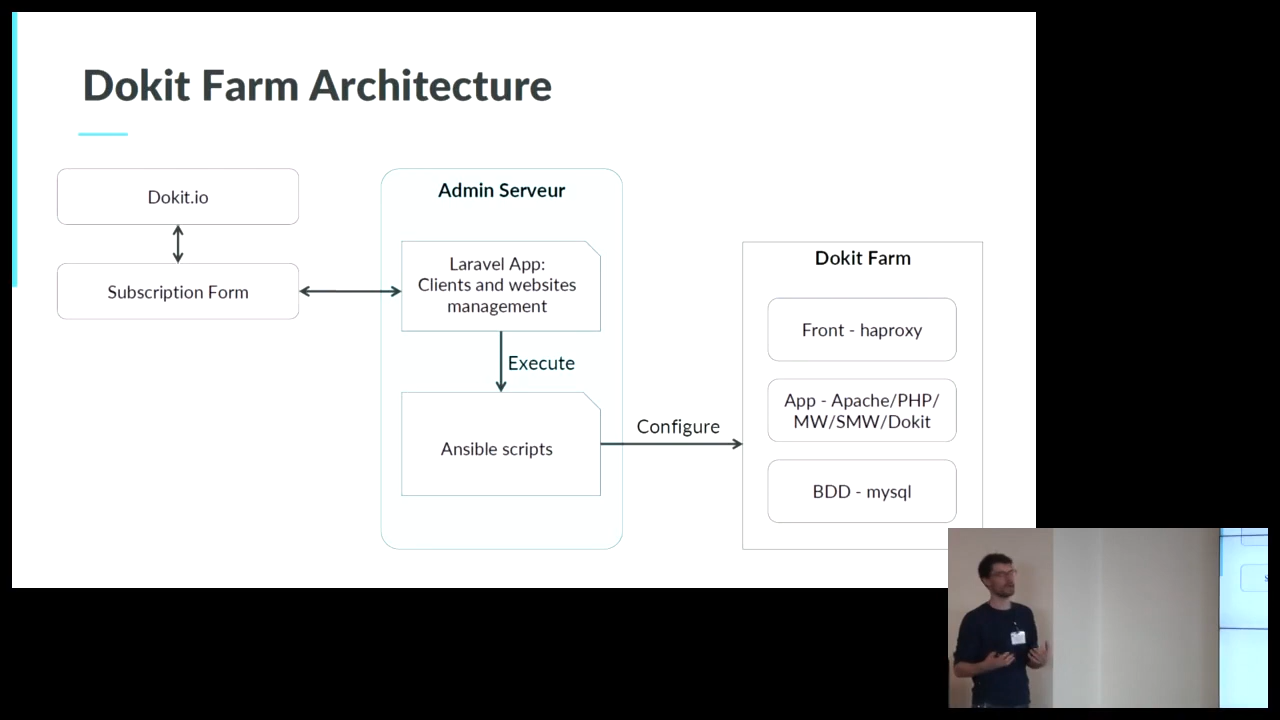 Dokit Farm Architecture
Dokit.io
Subscription Form
Admin Serveur
Laravel App:
Clients and websites
management
Execute
Ansible scripts
Configure
Dokit Farm
Front - haproxy
App - Apache/PHP/
MW/SMW/Dokit
BDD - mysql